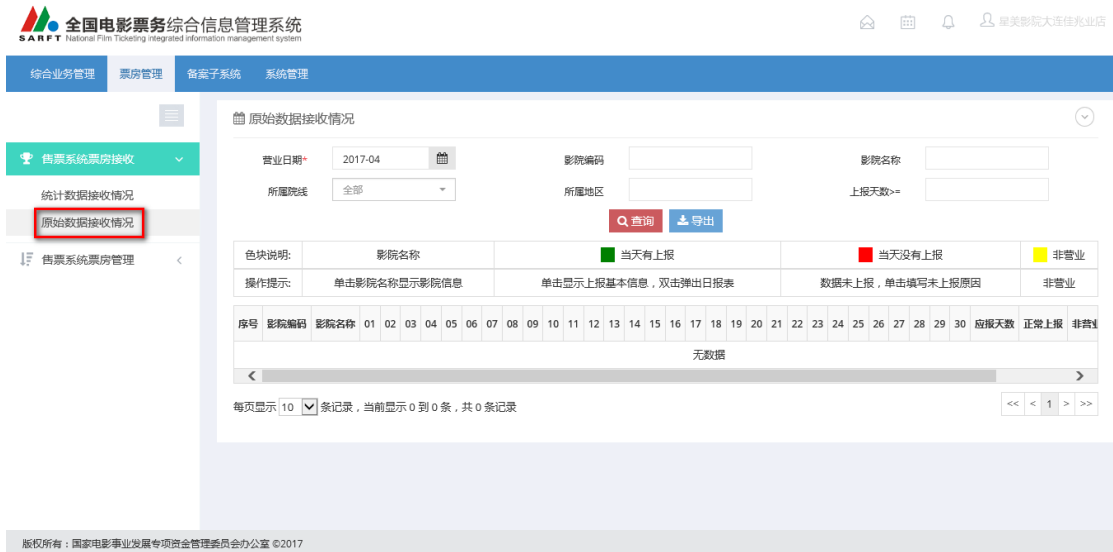 全国电影票务综合信息管理系统
SARFT National Film Ticketing integrated information management system
星美影院大连佳兆业店
综合业务管理 票房管理 备案子系统 系统管理
原始数据接收情况
售票系统票房接收
统计数据接收情况
原始数据接收情况
售票系统票房管理
营业日期* 2017-04 影院编码 影院名称
所属院线 全部 所属地区 上报天数>=
查询 导出
色块说明: 影院名称 当天有上报 当天没有上报 非营业
操作提示: 单击影院名称显示影院信息 单击显示上报基本信息，双击弹出日报表 数据未上报，单击填写未上报原因 非营业
序号 影院编码 影院名称 01 02 03 04 05 06 07 08 09 10 11 12 13 14 15 16 17 18 19 20 21 22 23 24 25 26 27 28 29 30 应报天数 正常上报 非营业
无数据
每页显示 10 条记录，当前显示 0 到 0 条，共 0 条记录
<< < 1 > >>
版权所有：国家电影事业发展专项资金管理委员会办公室 ©2017